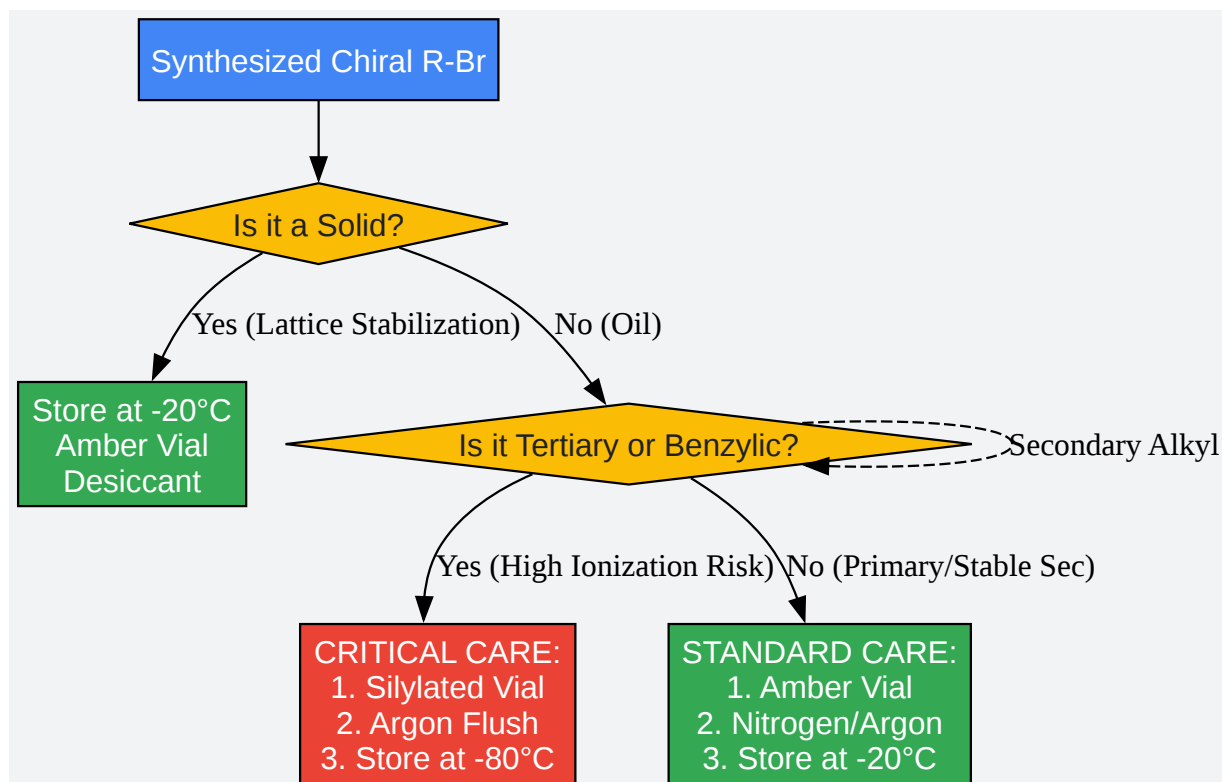 Synthesized Chiral R-Br
Is it a Solid?
Yes (Lattice Stabilization)
No (Oil)
Store at -20°C
Amber Vial
Desiccant
Is it Tertiary or Benzylic?
Secondary Alkyl
Yes (High Ionization Risk)
No (Primary/Stable Sec)
CRITICAL CARE:
1. Silylated Vial
2. Argon Flush
3. Store at -80°C
STANDARD CARE:
1. Amber Vial
2. Nitrogen/Argon
3. Store at -20°C